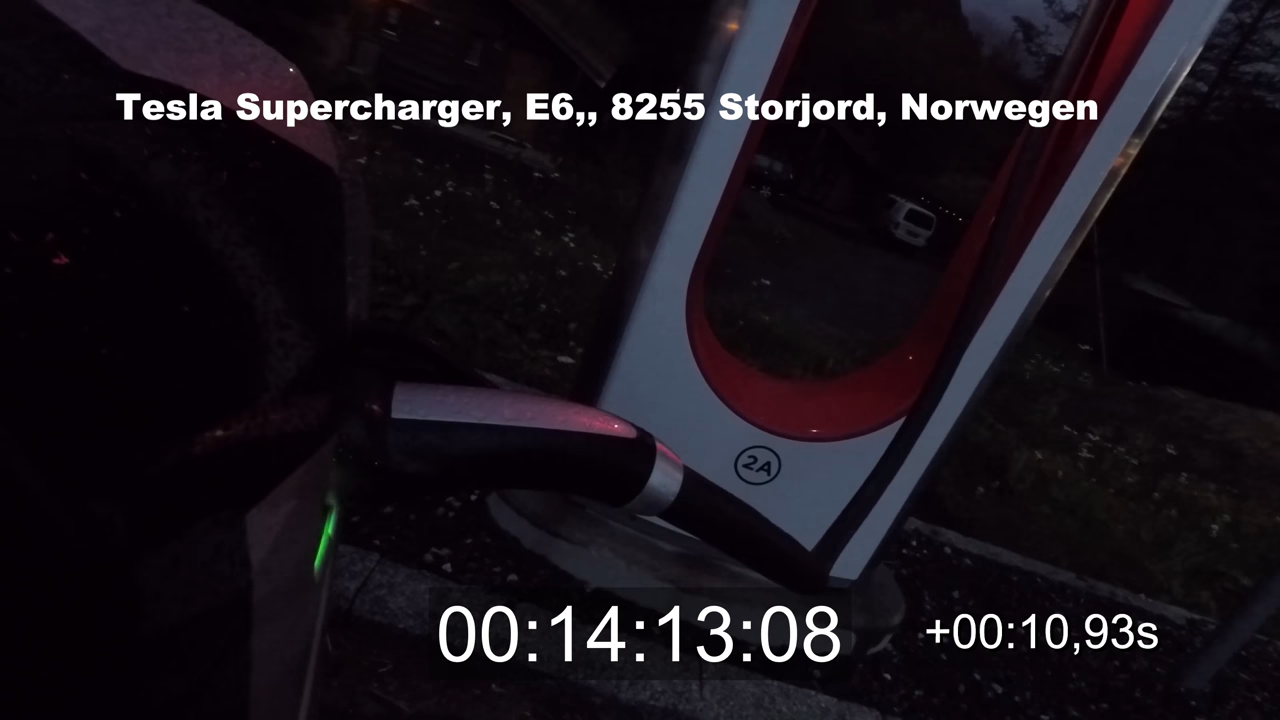 Tesla Supercharger, E6,, 8255 Storjord, Norwegen
2A
00:14:13:08
+00:10,93s